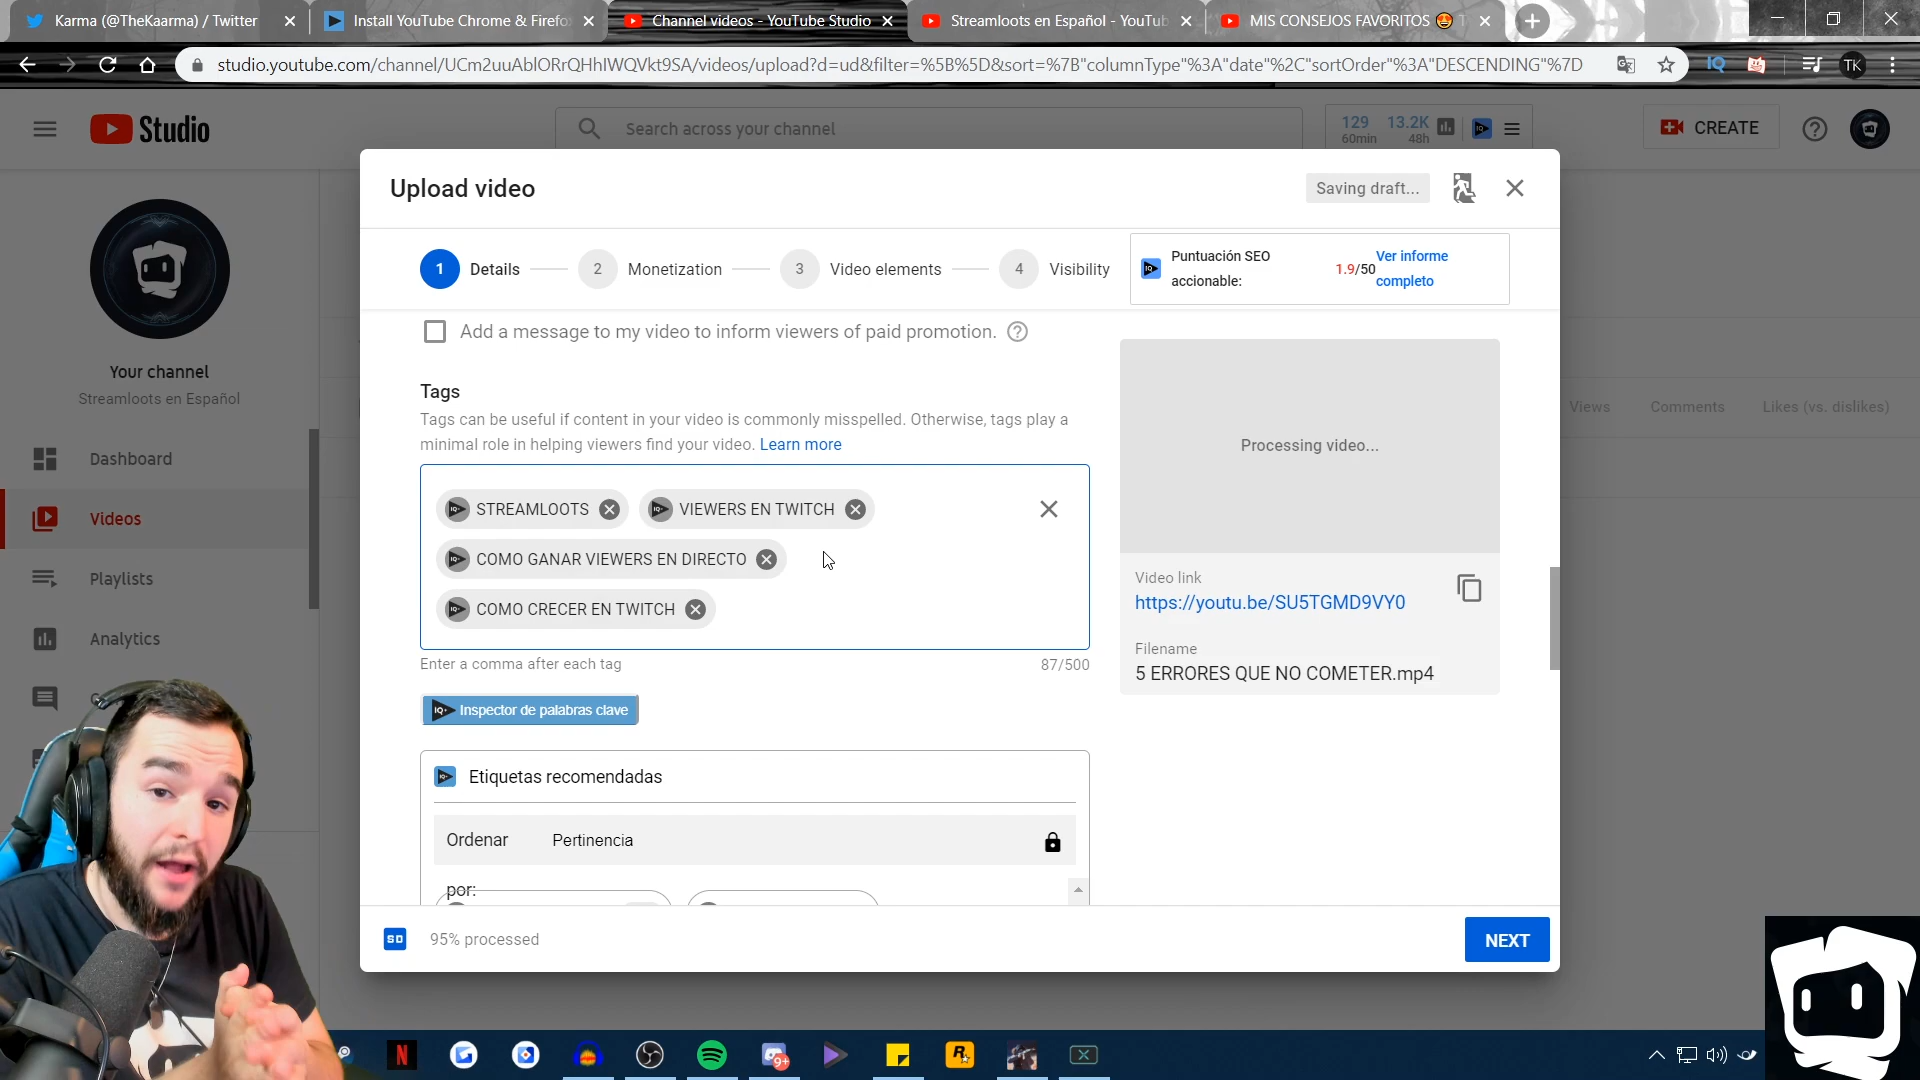 Karma (@TheKaarma) / Twitter
Install YouTube Chrome & Firefo
Channel videos - YouTube Studio
Streamloots en Español - YouTub
MIS CONSEJOS FAVORITOS 😍 T
studio.youtube.com/channel/UCm2uuAblORrQHhIWQVkt9SA/videos/upload?d=ud&filter=%5B%5D&sort=%7B"columnType"%3A"date"%2C"sortOrder"%3A"DESCENDING"%7D
IQ
TK
Studio
Search across your channel
129
60min
13.2K
48h
CREATE
Upload video
Saving draft...
1 Details
2 Monetization
3 Video elements
4 Visibility
Puntuación SEO
accionable:
1.9/50
Ver informe
completo
Your channel
Streamloots en Español
Dashboard
Videos
Playlists
Analytics
Add a message to my video to inform viewers of paid promotion.
Tags
Tags can be useful if content in your video is commonly misspelled. Otherwise, tags play a
minimal role in helping viewers find your video. Learn more
STREAMLOOTS
VIEWERS EN TWITCH
COMO GANAR VIEWERS EN DIRECTO
COMO CRECER EN TWITCH
Enter a comma after each tag
87/500
Inspector de palabras clave
Etiquetas recomendadas
Ordenar
por:
Pertinencia
Processing video...
Video link
https://youtu.be/SU5TGMD9VY0
Filename
5 ERRORES QUE NO COMETER.mp4
Views
Comments
Likes (vs. dislikes)
SD
95% processed
NEXT
N
9+
R